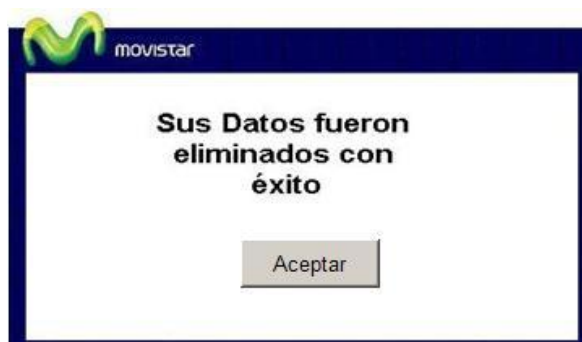 movistar
Sus Datos fueron
eliminados con
éxito
Aceptar